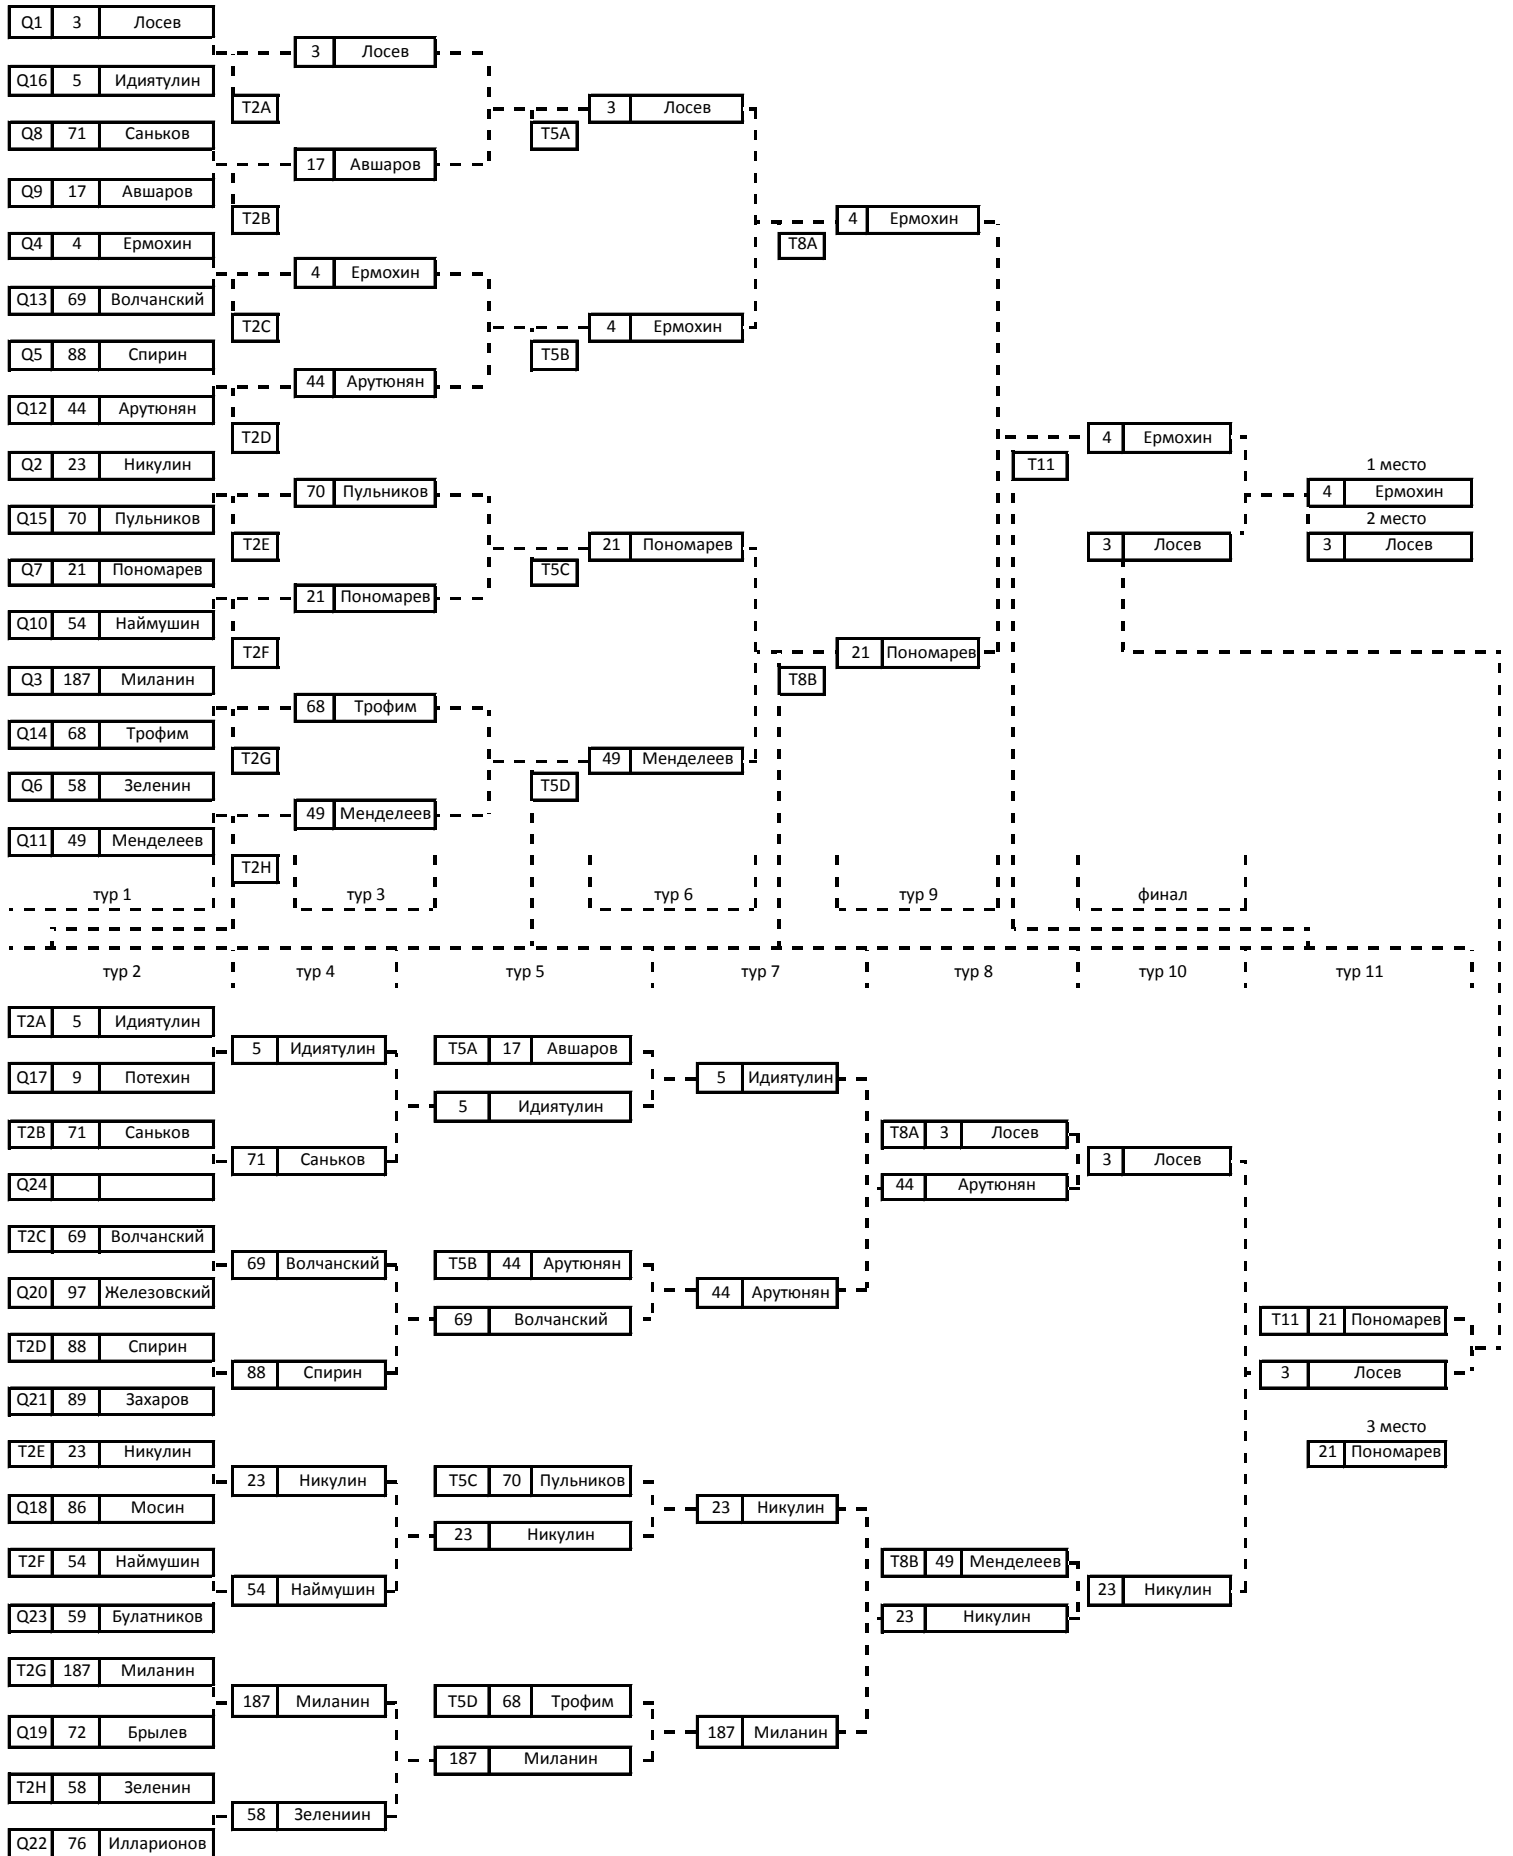 Q1 3 Лосев
3 Лосев
Q16 5 Идиятулин
T2A
3 Лосев
Q8 71 Саньков
T5A
17 Авшаров
Q9 17 Авшаров
T2B
4 Ермохин
Q4 4 Ермохин
T8A
4 Ермохин
Q13 69 Волчанский
T2C
4 Ермохин
Q5 88 Спирин
T5B
44 Арутюнян
Q12 44 Арутюнян
T2D
4 Ермохин
Q2 23 Никулин
T11
1 место
70 Пульников
4 Ермохин
Q15 70 Пульников
2 место
T2E
21 Пономарев
3 Лосев
3 Лосев
Q7 21 Пономарев
T5C
21 Пономарев
Q10 54 Наймушин
T2F
21 Пономарев
Q3 187 Миланин
T8B
68 Трофим
Q14 68 Трофим
T2G
49 Менделеев
Q6 58 Зеленин
T5D
49 Менделеев
Q11 49 Менделеев
T2H
тур 1 тур 3 тур 6 тур 9 финал
тур 2 тур 4 тур 5 тур 7 тур 8 тур 10 тур 11
T2A 5 Идиятулин
5 Идиятулин
T5A 17 Авшаров
Q17 9 Потехин
5 Идиятулин
5 Идиятулин
T2B 71 Саньков
T8A 3 Лосев
71 Саньков
3 Лосев
Q24
44 Арутюнян
T2C 69 Волчанский
69 Волчанский
T5B 44 Арутюнян
Q20 97 Железовский
44 Арутюнян
69 Волчанский
T11 21 Пономарев
T2D 88 Спирин
88 Спирин
3 Лосев
Q21 89 Захаров
3 место
T2E 23 Никулин
21 Пономарев
23 Никулин
T5C 70 Пульников
Q18 86 Мосин
23 Никулин
23 Никулин
T2F 54 Наймушин
T8B 49 Менделеев
54 Наймушин
23 Никулин
Q23 59 Булатников
23 Никулин
T2G 187 Миланин
187 Миланин
T5D 68 Трофим
Q19 72 Брылев
187 Миланин
187 Миланин
T2H 58 Зеленин
58 Зелениин
Q22 76 Илларионов